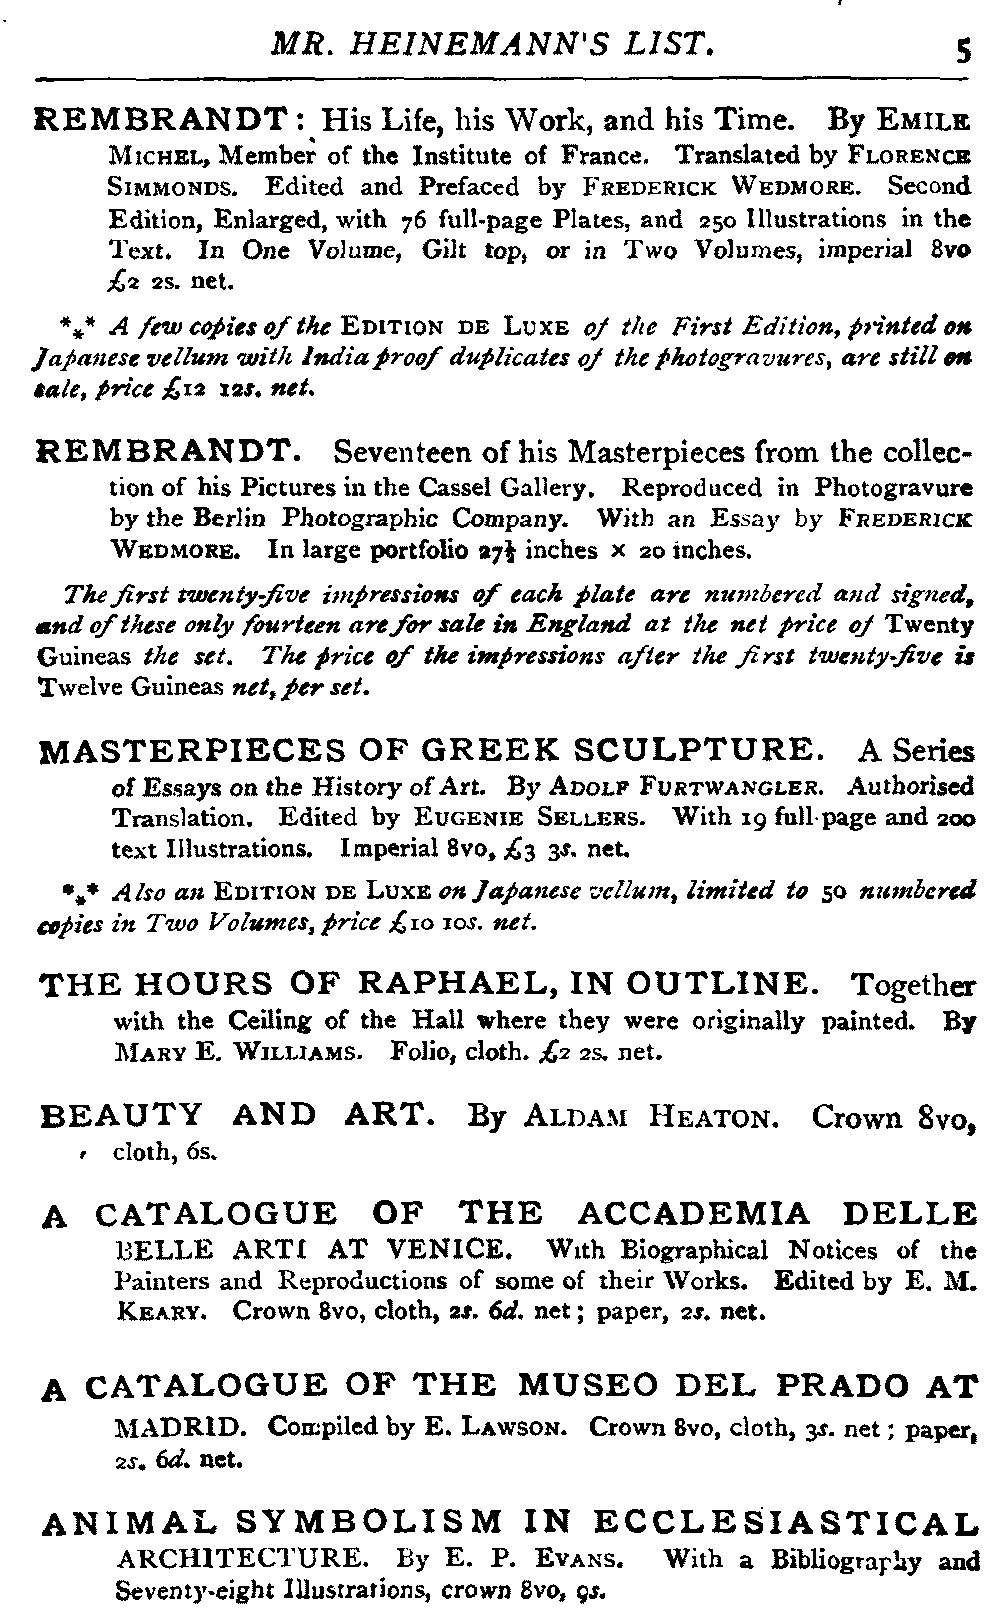 MR. HEINEMANN'S LIST. 5
REMBRANDT: His Life, his Work, and his Time. By EMILE
MICHEL, Member of the Institute of France. Translated by FLORENCE
SIMMONDS. Edited and Prefaced by FREDERICK WEDMORE. Second
Edition, Enlarged, with 76 full-page Plates, and 250 Illustrations in the
Text. In One Volume, Gilt top, or in Two Volumes, imperial 8vo
£2 2s. net.
*⁎* A few copies of the EDITION DE LUXE of the First Edition, printed on
Japanese vellum with India proof duplicates of the photogravures, are still on
sale, price £12 12s. net.
REMBRANDT. Seventeen of his Masterpieces from the collec-
tion of his Pictures in the Cassel Gallery. Reproduced in Photogravure
by the Berlin Photographic Company. With an Essay by FREDERICK
WEDMORE. In large portfolio 27½ inches × 20 inches.
The first twenty-five impressions of each plate are numbered and signed,
and of these only fourteen are for sale in England at the net price of Twenty
Guineas the set. The price of the impressions after the first twenty-five is
Twelve Guineas net, per set.
MASTERPIECES OF GREEK SCULPTURE. A Series
of Essays on the History of Art. By ADOLF FURTWANGLER. Authorised
Translation. Edited by EUGENIE SELLERS. With 19 full-page and 200
text Illustrations. Imperial 8vo, £3 3s. net.
*⁎* Also an EDITION DE LUXE on Japanese vellum, limited to 50 numbered
copies in Two Volumes, price £10 10s. net.
THE HOURS OF RAPHAEL, IN OUTLINE. Together
with the Ceiling of the Hall where they were originally painted. By
MARY E. WILLIAMS. Folio, cloth. £2 2s. net.
BEAUTY AND ART. By ALDAM HEATON. Crown 8vo,
cloth, 6s.
A CATALOGUE OF THE ACCADEMIA DELLE
BELLE ARTI AT VENICE. With Biographical Notices of the
Painters and Reproductions of some of their Works. Edited by E. M.
KEARY. Crown 8vo, cloth, 2s. 6d. net; paper, 2s. net.
A CATALOGUE OF THE MUSEO DEL PRADO AT
MADRID. Compiled by E. LAWSON. Crown 8vo, cloth, 3s. net; paper,
2s. 6d. net.
ANIMAL SYMBOLISM IN ECCLESIASTICAL
ARCHITECTURE. By E. P. EVANS. With a Bibliography and
Seventy-eight Illustrations, crown 8vo, 9s.